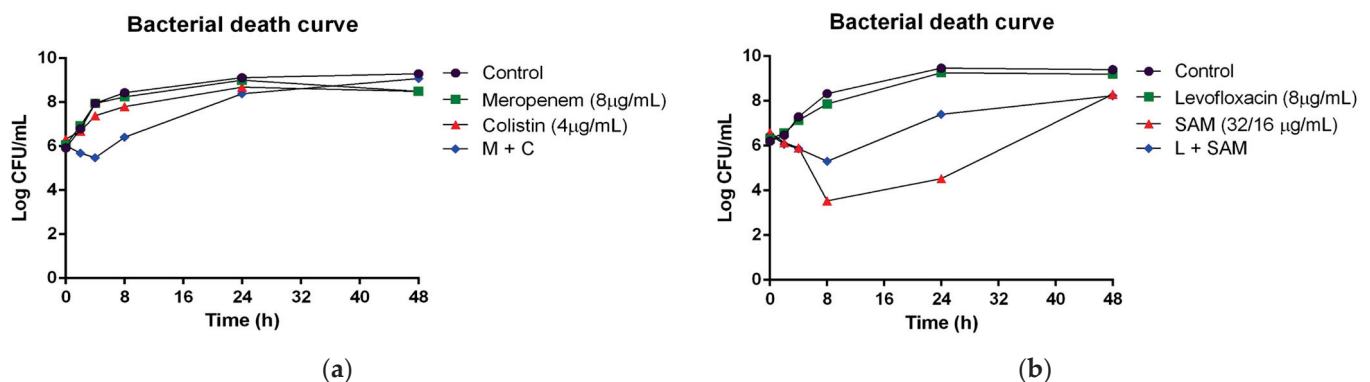 Bacterial death curve
10
8
6
4
2
0
Log CFU/mL
0 8 16 24 32 40 48
Time (h)
Control
Meropenem (8µg/mL)
Colistin (4µg/mL)
M + C
(a)
Bacterial death curve
10
8
6
4
2
0
Log CFU/mL
0 8 16 24 32 40 48
Time (h)
Control
Levofloxacin (8µg/mL)
SAM (32/16 µg/mL)
L + SAM
(b)